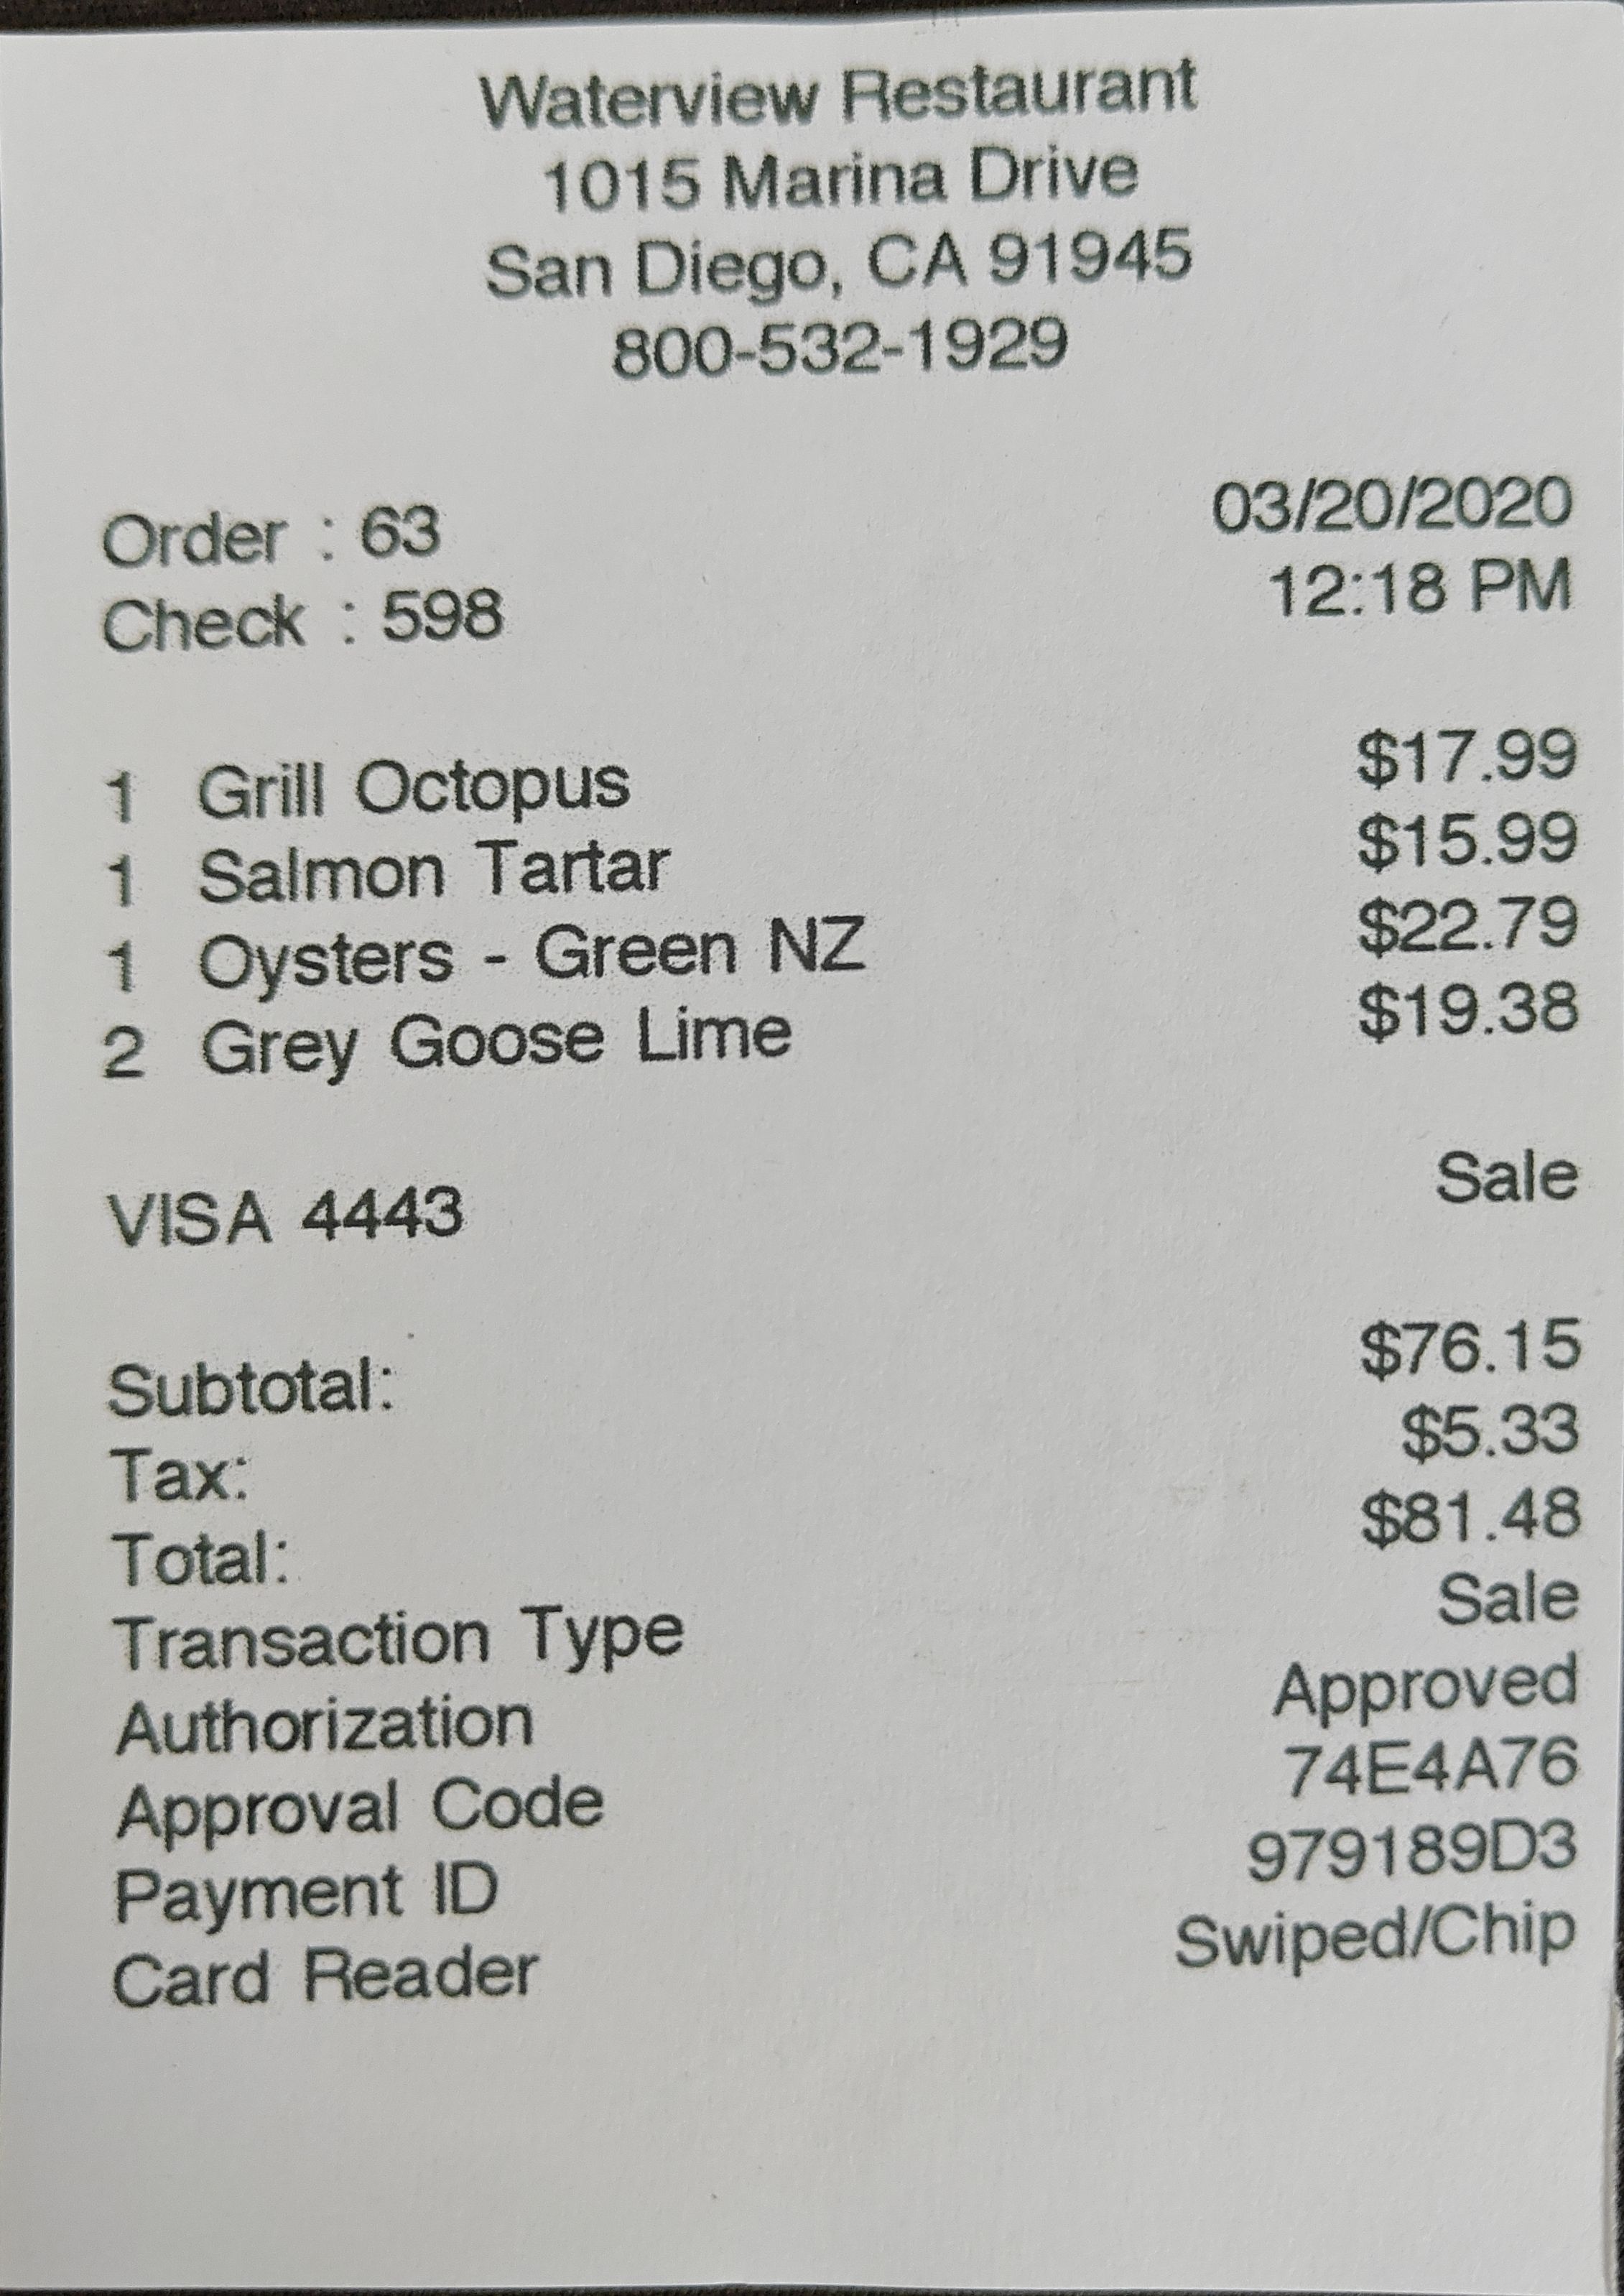 Waterview Restaurant
1015 Marina Drive
San Diego, CA 91945
800-532-1929
Order : 63 03/20/2020
Check : 598 12:18 PM
1 Grill Octopus $17.99
1 Salmon Tartar $15.99
1 Oysters - Green NZ $22.79
2 Grey Goose Lime $19.38
VISA 4443 Sale
Subtotal: $76.15
Tax: $5.33
Total: $81.48
Transaction Type Sale
Authorization Approved
Approval Code 74E4A76
Payment ID 979189D3
Card Reader Swiped/Chip